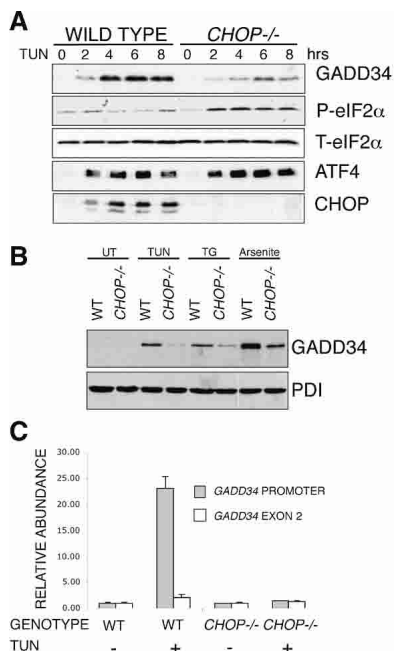 A
WILD TYPE CHOP-/-
TUN 0 2 4 6 8 0 2 4 6 8 hrs
GADD34
P-eIF2α
T-eIF2α
ATF4
CHOP
B
UT TUN TG Arsenite
WT CHOP-/- WT CHOP-/- WT CHOP-/- WT CHOP-/-
GADD34
PDI
C
RELATIVE ABUNDANCE
30.00
25.00
20.00
15.00
10.00
5.00
0.00
GADD34 PROMOTER
GADD34 EXON 2
GENOTYPE WT WT CHOP-/- CHOP-/-
TUN - + - +